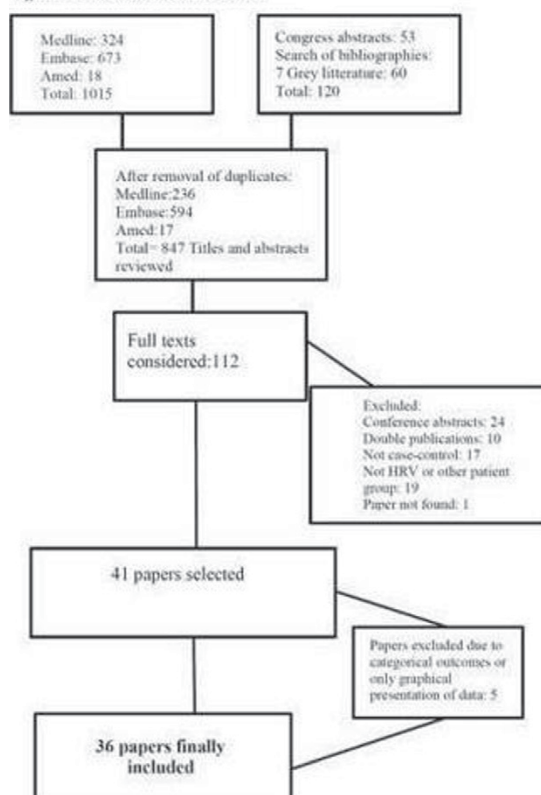 Medline: 324
Embase: 673
Amed: 18
Total: 1015
Congress abstracts: 53
Search of bibliographies:
7 Grey litterature: 60
Total: 120
After removal of duplicates:
Medline:236
Embase:594
Amed:17
Total= 847 Titles and abstracts
reviewed
Full texts
considered:112
Excluded:
Conference abstracts: 24
Double publications: 10
Not case-control: 17
Not HRV or other patient
group: 19
Paper not found: 1
41 papers selected
Papers excluded due to
categorical outcomes or
only graphical
presentation of data: 5
36 papers finally
included